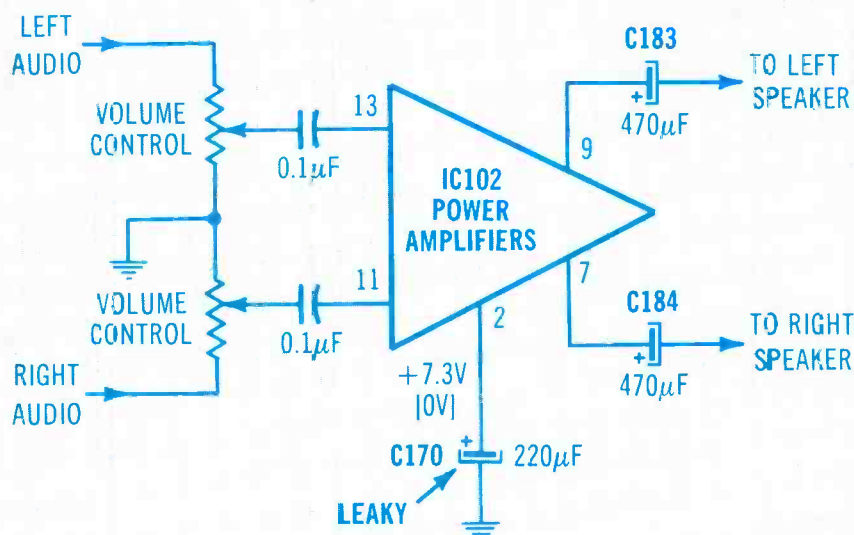 LEFT
AUDIO
VOLUME
CONTROL
0.1µF
13
IC102
POWER
AMPLIFIERS
9
C183
+
470µF
TO LEFT
SPEAKER
VOLUME
CONTROL
0.1µF
11
RIGHT
AUDIO
2
+7.3V
[0V]
7
C184
+
470µF
TO RIGHT
SPEAKER
+
C170
220µF
LEAKY